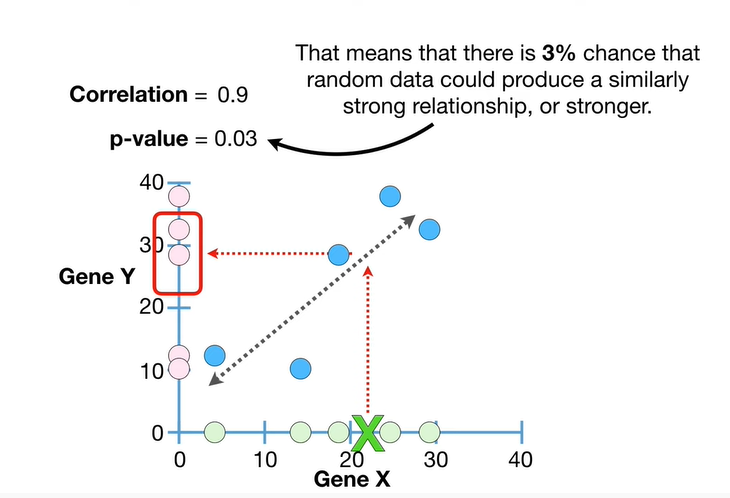 That means that there is 3% chance that
random data could produce a similarly
strong relationship, or stronger.
Correlation = 0.9
p-value = 0.03
40
30
Gene Y
20
10
0
0 10 20 30 40
Gene X
X